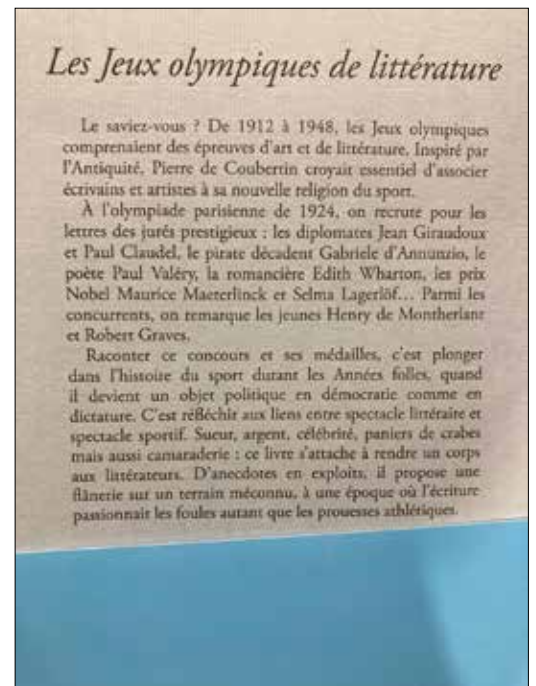 Les Jeux olympiques de littérature
Le saviez-vous ? De 1912 à 1948, les Jeux olympiques
comprenaient des épreuves d'art et de littérature. Inspiré par
l'Antiquité, Pierre de Coubertin croyait essentiel d'associer
écrivains et artistes à sa nouvelle religion du sport.
À l'olympiade parisienne de 1924, on recrute pour les
lettres des jurés prestigieux : les diplomates Jean Giraudoux
et Paul Claudel, le pirate décadent Gabriele d'Annunzio, le
poète Paul Valéry, la romancière Edith Wharton, les prix
Nobel Maurice Maeterlinck et Selma Lagerlöf... Parmi les
concurrents, on remarque les jeunes Henry de Montherlant
et Robert Graves.
Raconter ce concours et ses médailles, c'est plonger
dans l'histoire du sport durant les Années folles, quand
il devient un objet politique en démocratie comme en
dictature. C'est réfléchir aux liens entre spectacle littéraire et
spectacle sportif. Sueur, argent, célébrité, paniers de crabes
mais aussi camaraderie : ce livre s'attache à rendre un corps
aux littérateurs. D'anecdotes en exploits, il propose une
flânerie sur un terrain méconnu, à une époque où l'écriture
passionnait les foules autant que les prouesses athlétiques.